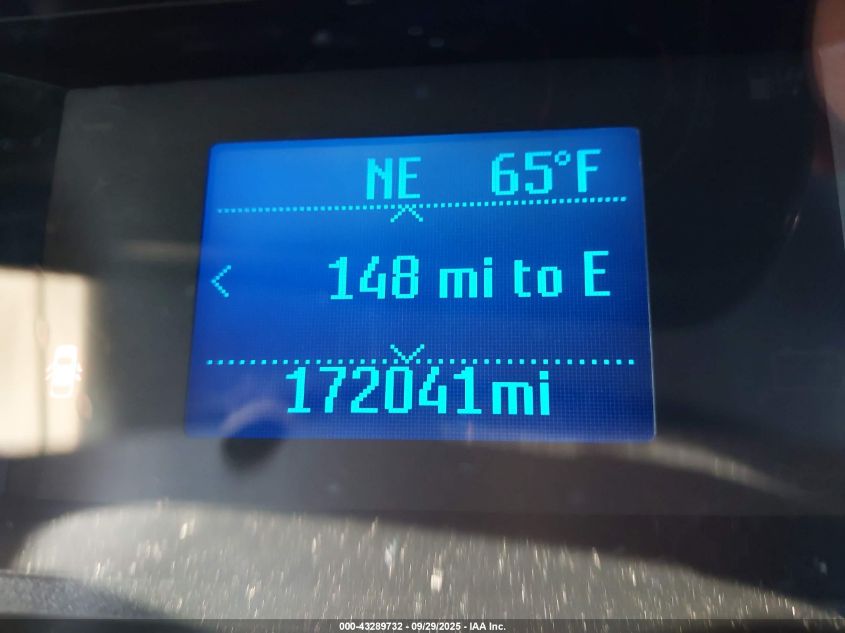 NE 65°F
148 mi to E
172041mi
000-43289732 - 09/29/2025 - IAA Inc.